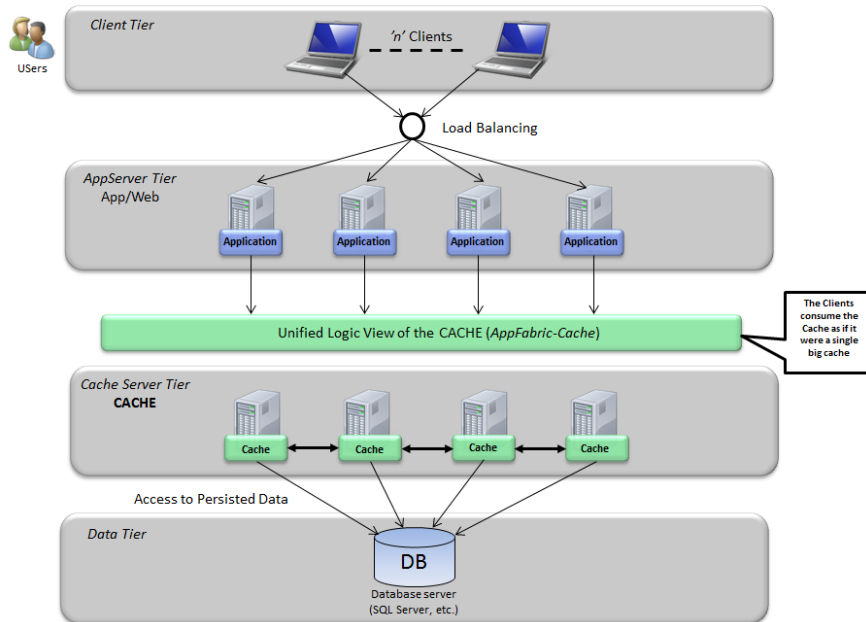 Client Tier
'n' Clients
USers
Load Balancing
AppServer Tier
App/Web
Application
Application
Application
Application
Unified Logic View of the CACHE (AppFabric-Cache)
The Clients
consume the
Cache as if it
were a single
big cache
Cache Server Tier
CACHE
Cache
Cache
Cache
Cache
Access to Persisted Data
Data Tier
DB
Database server
(SQL Server, etc.)